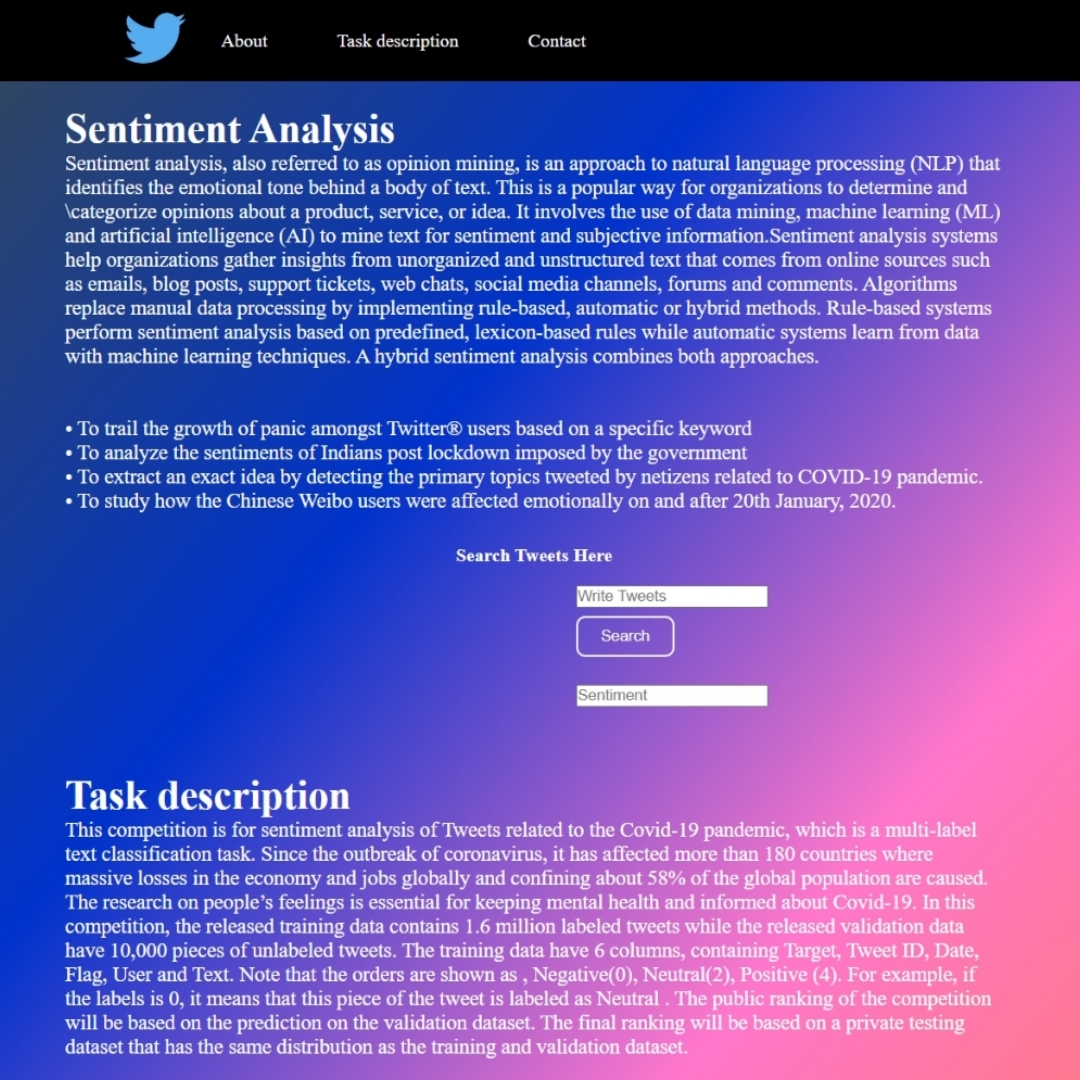 About Task description Contact
Sentiment Analysis
Sentiment analysis, also referred to as opinion mining, is an approach to natural language processing (NLP) that
identifies the emotional tone behind a body of text. This is a popular way for organizations to determine and
\categorize opinions about a product, service, or idea. It involves the use of data mining, machine learning (ML)
and artificial intelligence (AI) to mine text for sentiment and subjective information.Sentiment analysis systems
help organizations gather insights from unorganized and unstructured text that comes from online sources such
as emails, blog posts, support tickets, web chats, social media channels, forums and comments. Algorithms
replace manual data processing by implementing rule-based, automatic or hybrid methods. Rule-based systems
perform sentiment analysis based on predefined, lexicon-based rules while automatic systems learn from data
with machine learning techniques. A hybrid sentiment analysis combines both approaches.
• To trail the growth of panic amongst Twitter® users based on a specific keyword
• To analyze the sentiments of Indians post lockdown imposed by the government
• To extract an exact idea by detecting the primary topics tweeted by netizens related to COVID-19 pandemic.
• To study how the Chinese Weibo users were affected emotionally on and after 20th January, 2020.
Search Tweets Here
Write Tweets
Search
Sentiment
Task description
This competition is for sentiment analysis of Tweets related to the Covid-19 pandemic, which is a multi-label
text classification task. Since the outbreak of coronavirus, it has affected more than 180 countries where
massive losses in the economy and jobs globally and confining about 58% of the global population are caused.
The research on people’s feelings is essential for keeping mental health and informed about Covid-19. In this
competition, the released training data contains 1.6 million labeled tweets while the released validation data
have 10,000 pieces of unlabeled tweets. The training data have 6 columns, containing Target, Tweet ID, Date,
Flag, User and Text. Note that the orders are shown as , Negative(0), Neutral(2), Positive (4). For example, if
the labels is 0, it means that this piece of the tweet is labeled as Neutral . The public ranking of the competition
will be based on the prediction on the validation dataset. The final ranking will be based on a private testing
dataset that has the same distribution as the training and validation dataset.